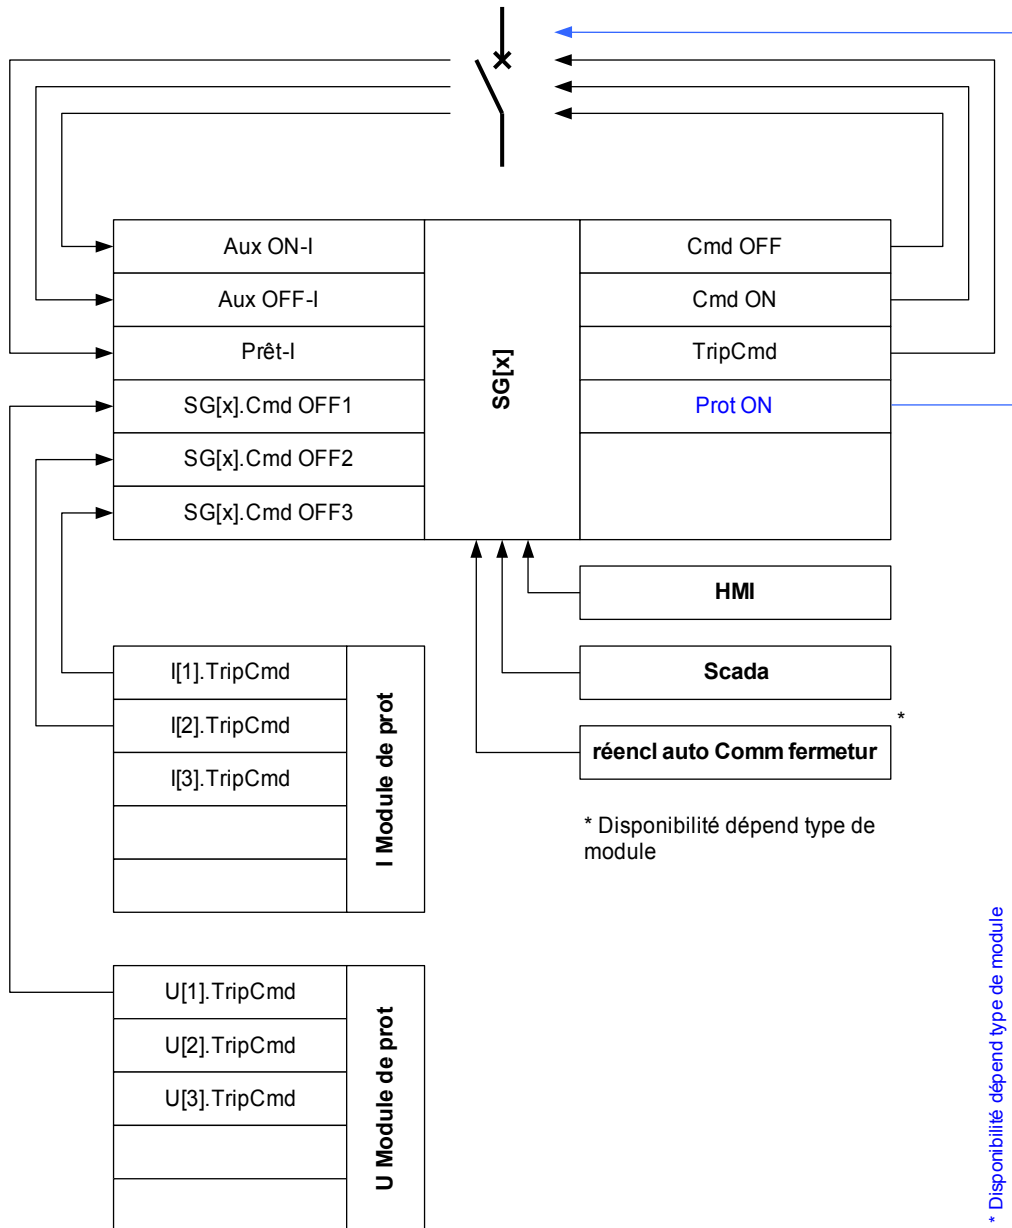 Aux ON-I
Aux OFF-I
Prêt-I
SG[x].Cmd OFF1
SG[x].Cmd OFF2
SG[x].Cmd OFF3
SG[x]
Cmd OFF
Cmd ON
TripCmd
Prot ON
HMI
Scada
*
réencl auto Comm fermetur
* Disponibilité dépend type de
module
I[1].TripCmd
I[2].TripCmd
I[3].TripCmd
I Module de prot
U[1].TripCmd
U[2].TripCmd
U[3].TripCmd
U Module de prot
* Disponibilité dépend type de module